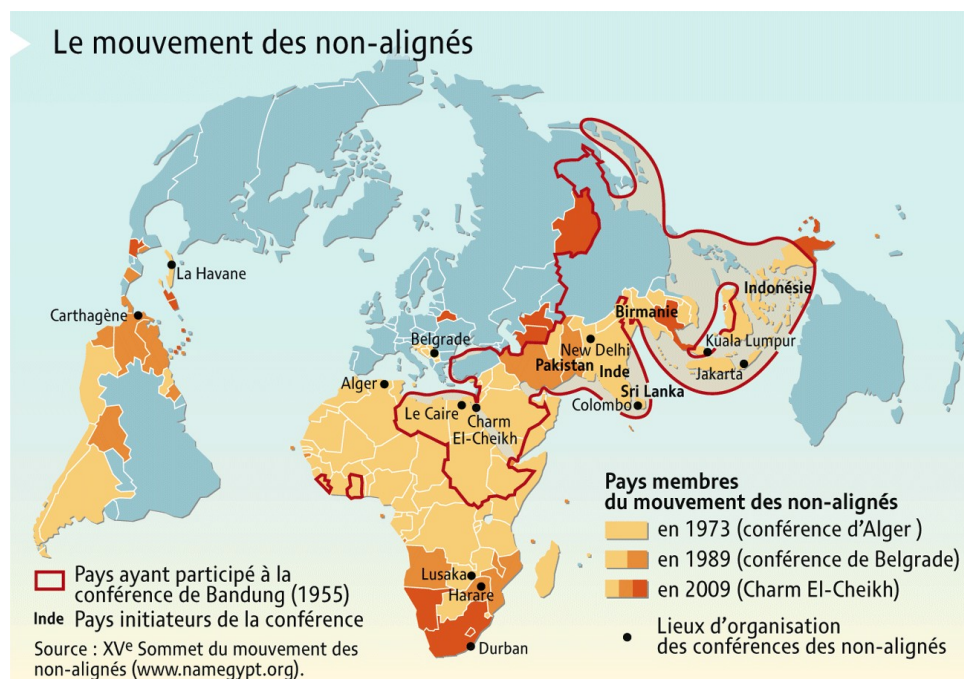 Le mouvement des non-alignés
La Havane
Carthagène
Belgrade
Alger
Le Caire
Charm
El-Cheikh
Pakistan
New Delhi
Inde
Birmanie
Indonésie
Kuala Lumpur
Jakarta
Sri Lanka
Colombo
Lusaka
Harare
Durban
Pays ayant participé à la
conférence de Bandung (1955)
Inde Pays initiateurs de la conférence
Source : XVe Sommet du mouvement des
non-alignés (www.namegypt.org).
Pays membres
du mouvement des non-alignés
en 1973 (conférence d'Alger )
en 1989 (conférence de Belgrade)
en 2009 (Charm El-Cheikh)
Lieux d'organisation
des conférences des non-alignés